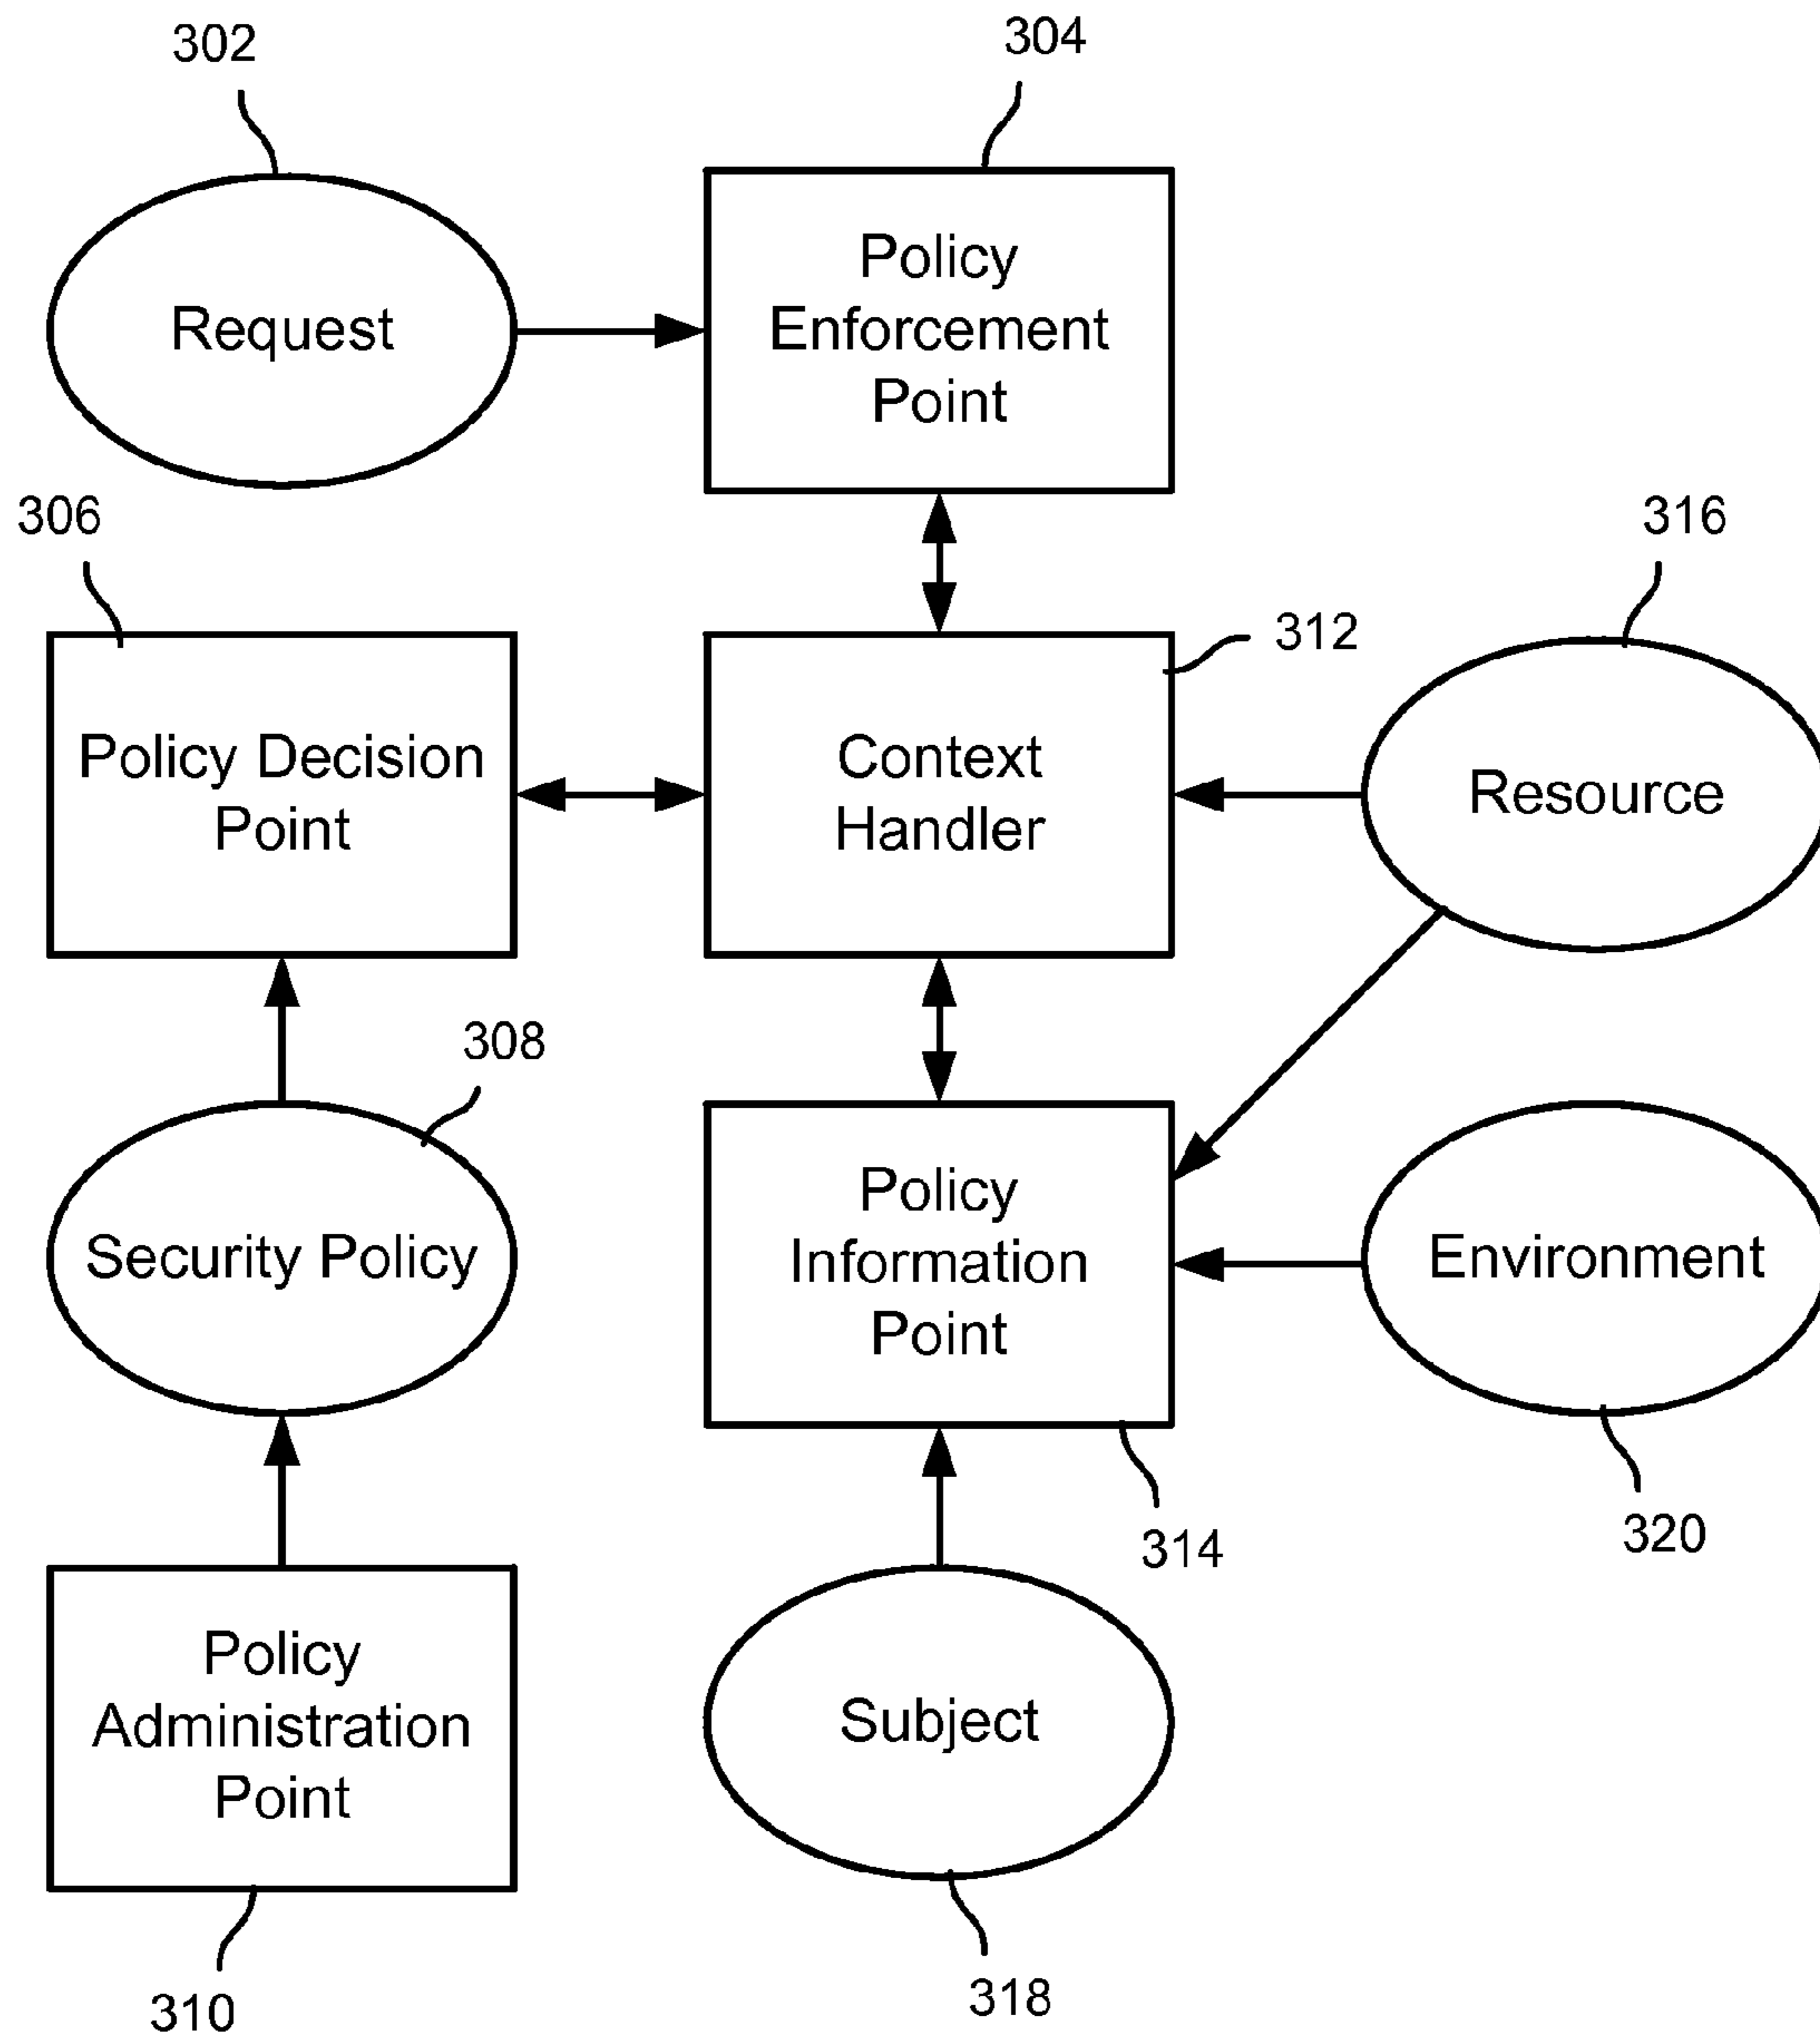 302
304
Request
Policy
Enforcement
Point
306
316
312
Policy Decision
Point
Context
Handler
Resource
308
Security Policy
Policy
Information
Point
Environment
314
320
Policy
Administration
Point
Subject
310
318